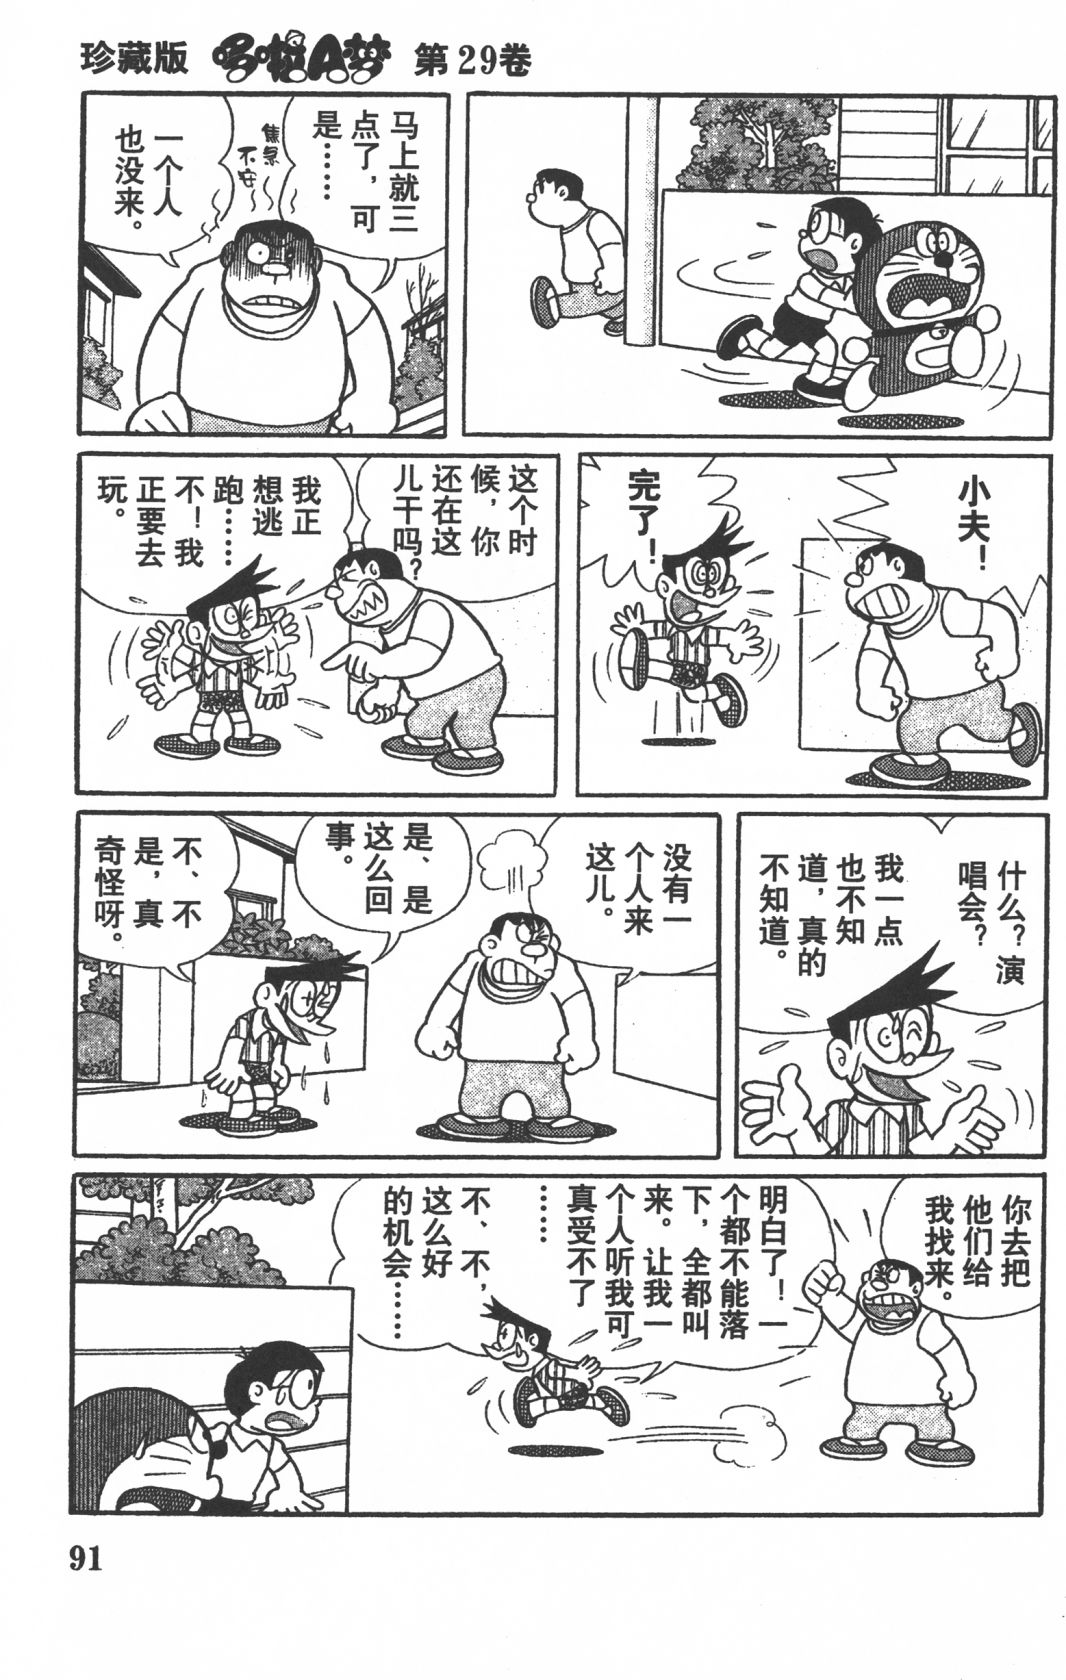 珍藏版 哆啦A梦 第29卷
马上就三
点了，可
是……
焦急
不安
一个人
也没来。
小夫！
完了！
这个时
候，你
还在这
儿干吗？
我正
想逃
跑……
不！我
正要去
玩。
什么？演
唱会？
我一点
也不知
道，真的
不知道。
没有一
个人来
这儿。
是、是
这么回
事。
不、不
是，真
奇怪呀。
你去把
他们给
我找来。
明白了！一
个都不能落
下，全都叫
来。让我一
个人听我可
真受不了
……
不、不，
这么好
的机会……
91